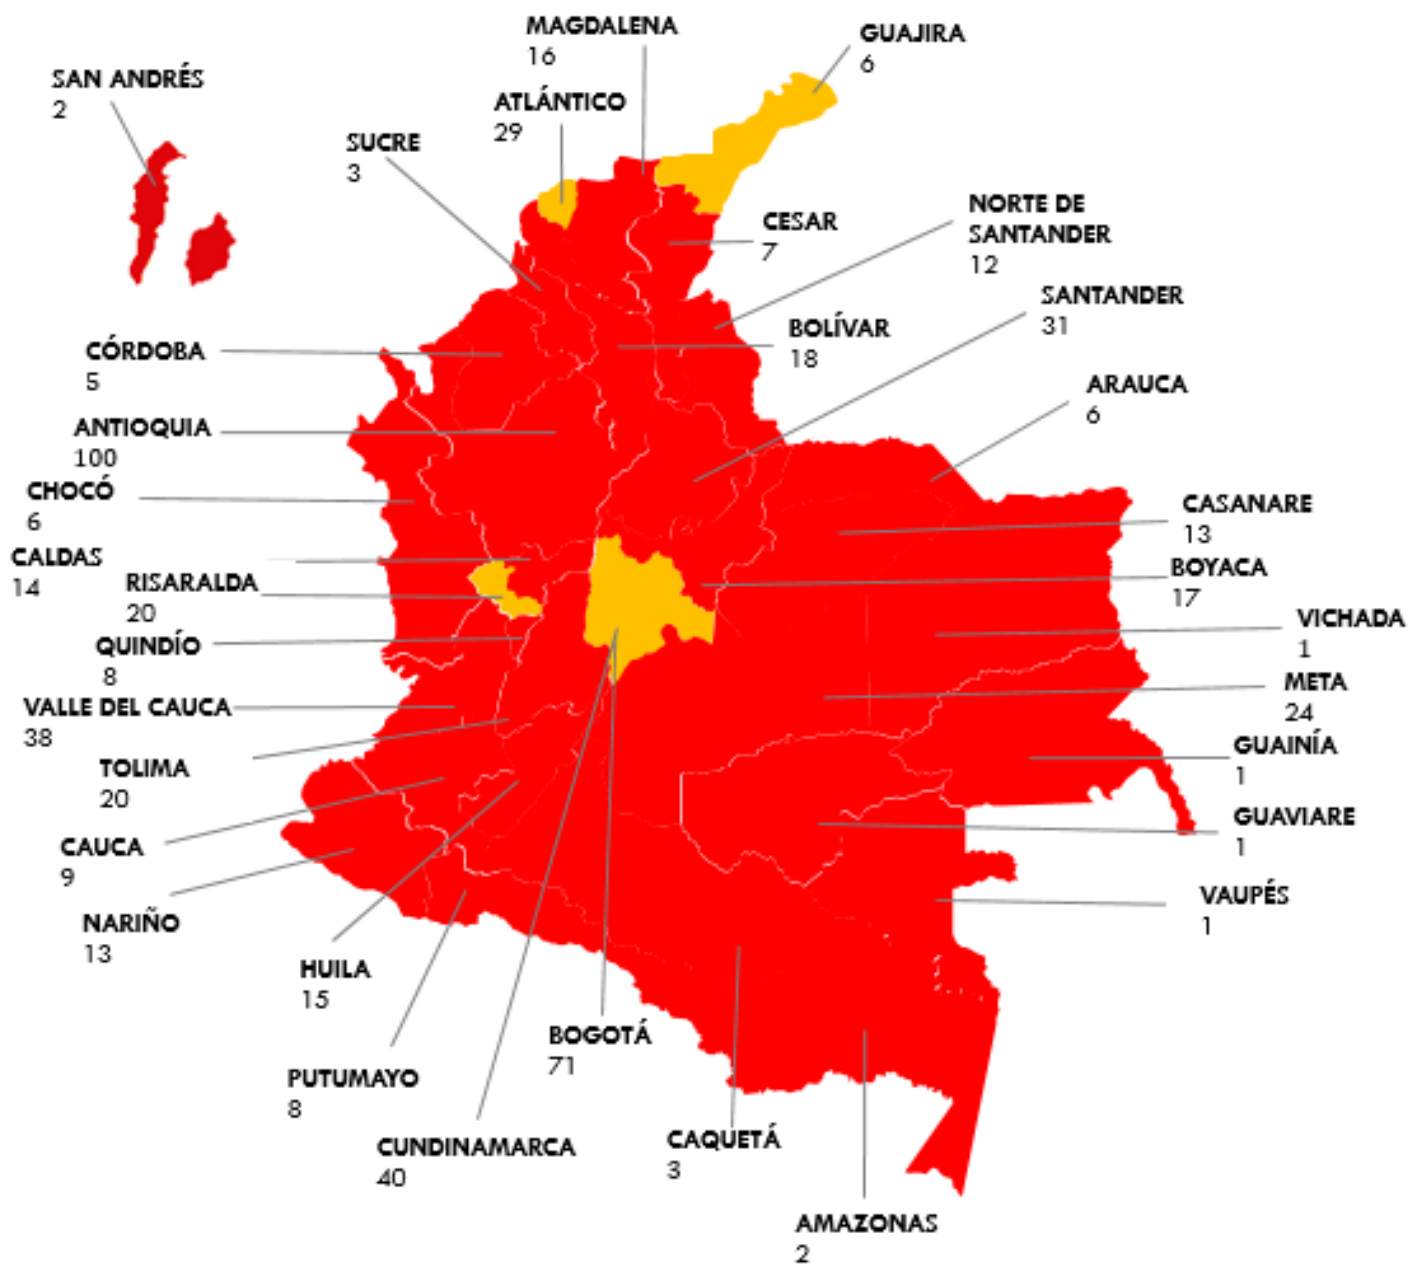 MAGDALENA
16
GUAJIRA
6
SAN ANDRÉS
2
ATLÁNTICO
29
SUCRE
3
CESAR
7
NORTE DE
SANTANDER
12
SANTANDER
31
BOLÍVAR
18
CÓRDOBA
5
ARAUCA
6
ANTIOQUIA
100
CHOCÓ
6
CASANARE
13
CALDAS
14
RISARALDA
20
BOYACA
17
QUINDÍO
8
VICHADA
1
VALLE DEL CAUCA
38
META
24
TOLIMA
20
GUAINÍA
1
CAUCA
9
GUAVIARE
1
NARIÑO
13
VAUPÉS
1
HUILA
15
BOGOTÁ
71
PUTUMAYO
8
CUNDINAMARCA
40
CAQUETÁ
3
AMAZONAS
2